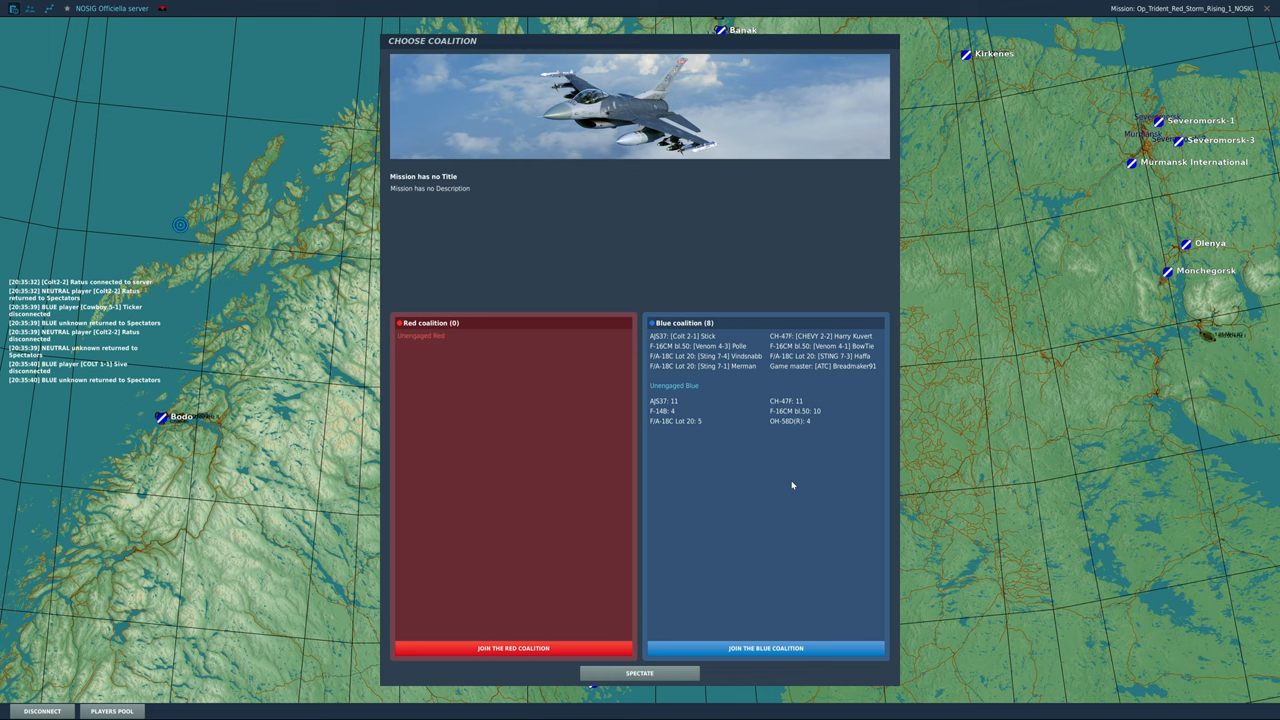 NOSIG Officiella server
Mission: Op_Trident_Red_Storm_Rising_1_NOSIG
CHOOSE COALITION
Banak
Kirkenes
Severomorsk-1
Murmansk
Severomorsk-3
Murmansk International
Olenya
Monchegorsk
Bodo
Mission has no Title
Mission has no Description
[20:35:32] [Colt2-2] Ratus connected to server
[20:35:32] NEUTRAL player [Colt2-2] Ratus
returned to Spectators
[20:35:39] BLUE player [Cowboy 5-1] Ticker
disconnected
[20:35:39] BLUE unknown returned to Spectators
[20:35:39] NEUTRAL player [Colt2-2] Ratus
disconnected
[20:35:39] NEUTRAL unknown returned to
Spectators
[20:35:40] BLUE player [COLT 1-1] Sive
disconnected
[20:35:40] BLUE unknown returned to Spectators
Red coalition (0)
Unengaged Red
JOIN THE RED COALITION
Blue coalition (8)
AJS37: [Colt 2-1] Stick
CH-47F: [CHEVY 2-2] Harry Kuvert
F-16CM bl.50: [Venom 4-3] Polle
F-16CM bl.50: [Venom 4-1] BowTie
F/A-18C Lot 20: [Sting 7-4] Vindsnabb
F/A-18C Lot 20: [STING 7-3] Haffa
F/A-18C Lot 20: [Sting 7-1] Merman
Game master: [ATC] Breadmaker91
Unengaged Blue
AJS37: 11
CH-47F: 11
F-14B: 4
F-16CM bl.50: 10
F/A-18C Lot 20: 5
OH-58D(R): 4
JOIN THE BLUE COALITION
SPECTATE
DISCONNECT
PLAYERS POOL